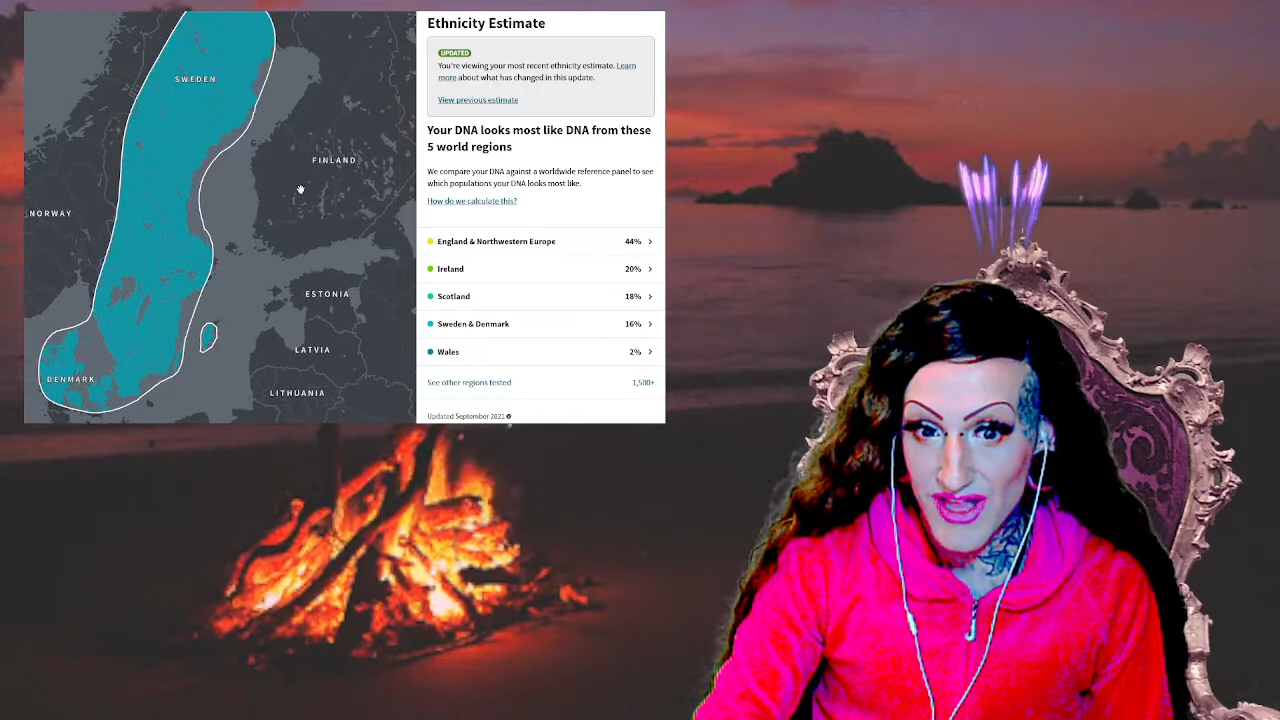 SWEDEN
FINLAND
NORWAY
ESTONIA
LATVIA
DENMARK
LITHUANIA
Ethnicity Estimate
UPDATED
You're viewing your most recent ethnicity estimate. Learn
more about what has changed in this update.
View previous estimate
Your DNA looks most like DNA from these
5 world regions
We compare your DNA against a worldwide reference panel to see
which populations your DNA looks most like.
How do we calculate this?
England & Northwestern Europe 44%
Ireland 20%
Scotland 18%
Sweden & Denmark 16%
Wales 2%
See other regions tested 1,500+
Updated September 2021